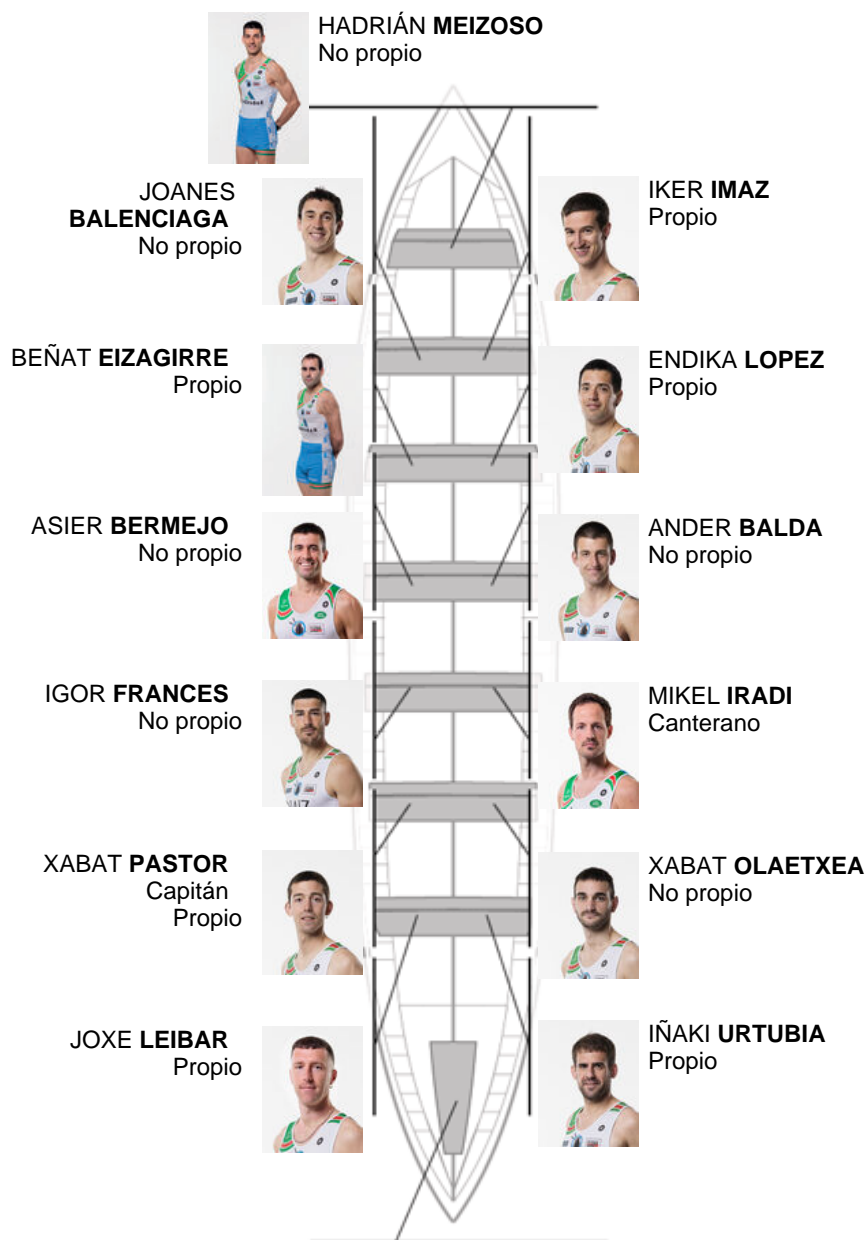 HADRIÁN MEIZOSO
No propio
JOANES
BALENCIAGA
No propio
IKER IMAZ
Propio
BEÑAT EIZAGIRRE
Propio
ENDIKA LOPEZ
Propio
ASIER BERMEJO
No propio
ANDER BALDA
No propio
IGOR FRANCES
No propio
MIKEL IRADI
Canterano
XABAT PASTOR
Capitán
Propio
XABAT OLAETXEA
No propio
JOXE LEIBAR
Propio
IÑAKI URTUBIA
Propio